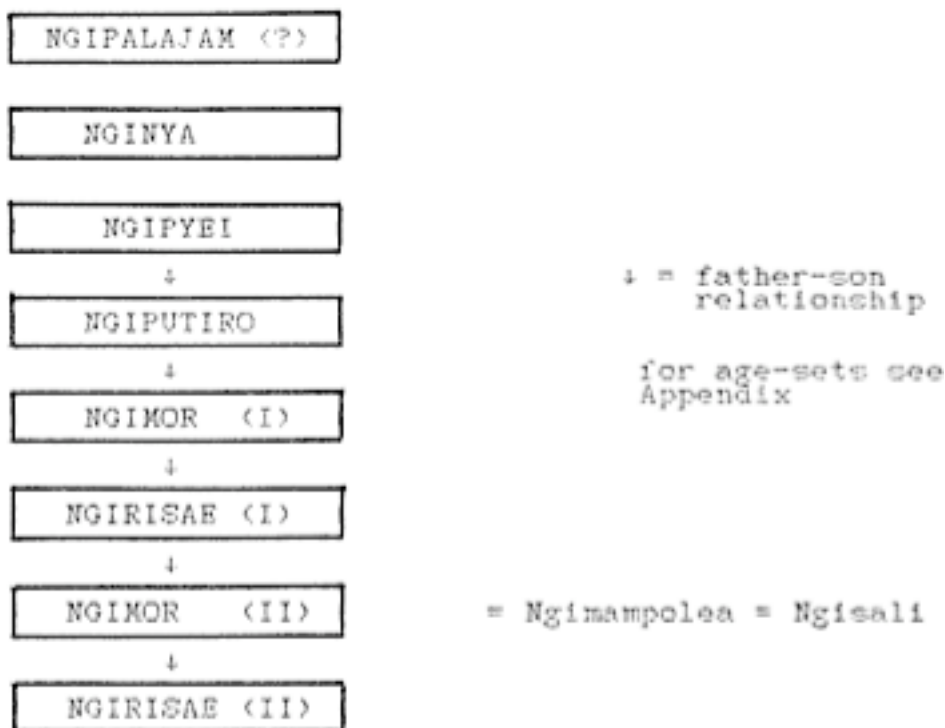 NGIPALAJAM (?)
NGINYA
NGIPYEI
↓
↓ = father-son
relationship
NGIPUTIRO
↓
for age-sets see
Appendix
NGIMOR (I)
↓
NGIRISAE (I)
↓
NGIMOR (II) = Ngimampolea = Ngisali
↓
NGIRISAE (II)